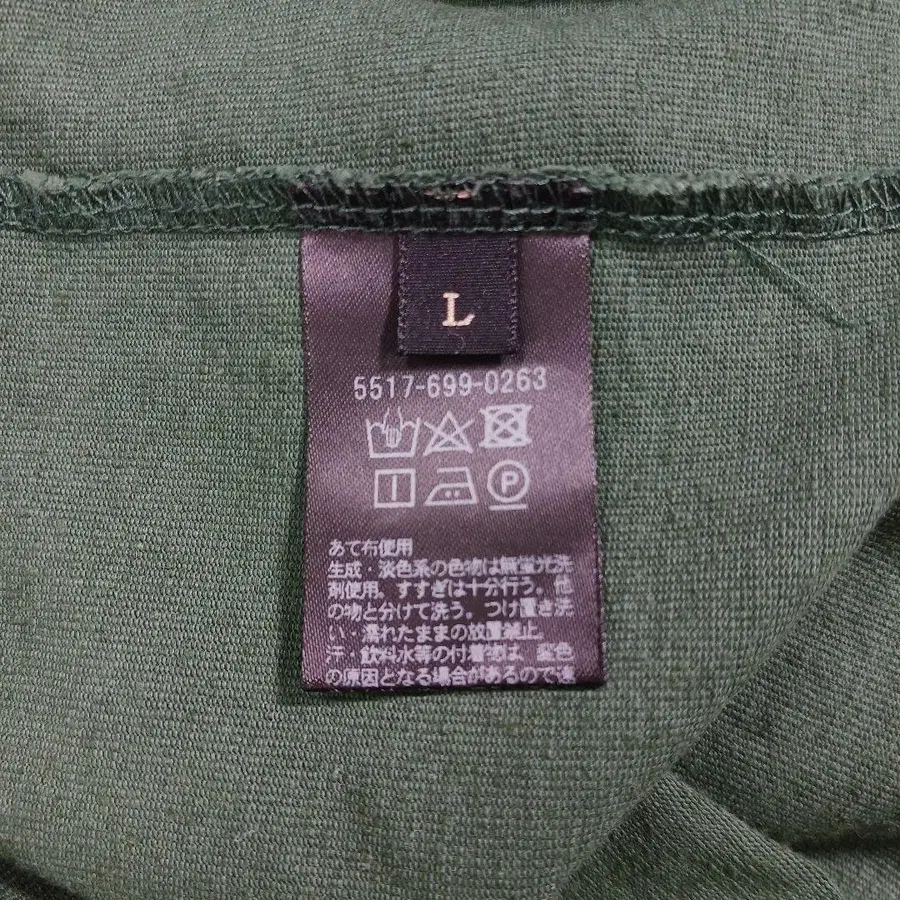 L
5517-699-0263
P
あて布使用
生成・淡色系の色物は無蛍光洗
剤使用。すすぎは十分行う。他
の物と分けて洗う。つけ置き洗
い・濡れたままの放置禁止。
汗・飲料水等の付着物は、変色
の原因となる場合があるので速